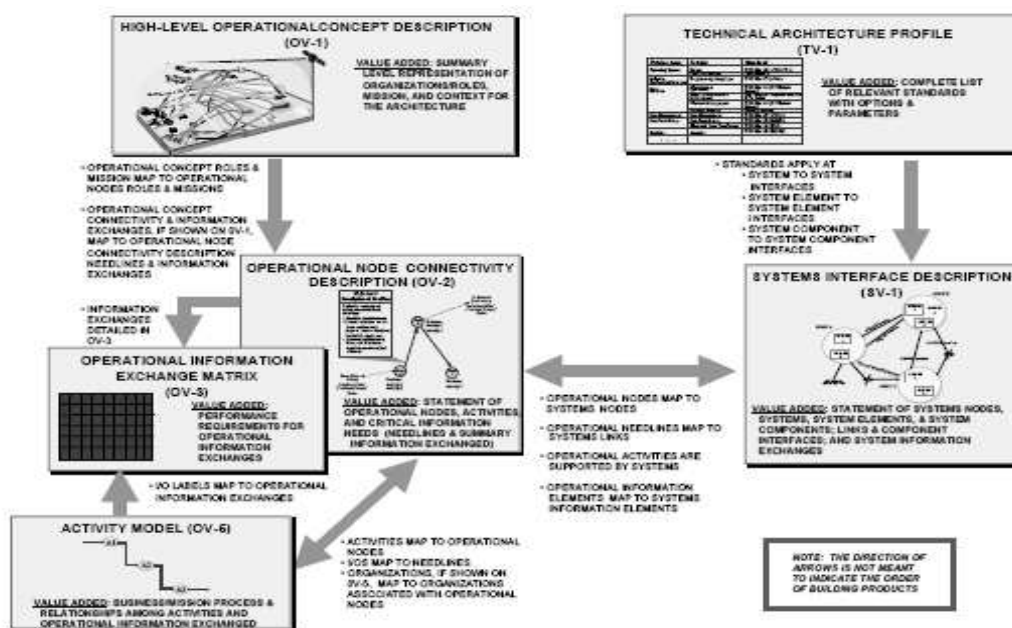 HIGH-LEVEL OPERATIONALCONCEPT DESCRIPTION
(OV-1)
VALUE ADDED: SUMMARY
LEVEL REPRESENTATION OF
ORGANIZATIONS/ROLES,
MISSION, AND CONTEXT FOR
THE ARCHITECTURE
TECHNICAL ARCHITECTURE PROFILE
(TV-1)
VALUE ADDED: COMPLETE LIST
OF RELEVANT STANDARDS
WITH OPTIONS &
PARAMETERS
• OPERATIONAL CONCEPT ROLES &
MISSION MAP TO OPERATIONAL
NODES ROLES & MISSIONS
• OPERATIONAL CONCEPT
CONNECTIVITY & INFORMATION
EXCHANGES, IF SHOWN ON SV-1,
MAP TO OPERATIONAL NODE
CONNECTIVITY DESCRIPTION
NEEDLINES & INFORMATION
EXCHANGES
• STANDARDS APPLY AT
• SYSTEM TO SYSTEM
INTERFACES
• SYSTEM ELEMENT TO
SYSTEM ELEMENT
INTERFACES
• SYSTEM COMPONENT
TO SYSTEM COMPONENT
INTERFACES
OPERATIONAL NODE CONNECTIVITY
DESCRIPTION (OV-2)
VALUE ADDED: STATEMENT OF
OPERATIONAL NODES, ACTIVITIES,
AND CRITICAL INFORMATION
NEEDS (NEEDLINES & SUMMARY
INFORMATION EXCHANGED)
SYSTEMS INTERFACE DESCRIPTION
(SV-1)
VALUE ADDED: STATEMENT OF SYSTEMS NODES,
SYSTEMS, SYSTEM ELEMENTS, & SYSTEM
COMPONENTS; LINKS & COMPONENT
INTERFACES; AND SYSTEM INFORMATION
EXCHANGES
• INFORMATION
EXCHANGES
DETAILED IN
OV-3
OPERATIONAL INFORMATION
EXCHANGE MATRIX
(OV-3)
VALUE ADDED:
PERFORMANCE
REQUIREMENTS FOR
OPERATIONAL
INFORMATION
EXCHANGES
• OPERATIONAL NODES MAP TO
SYSTEMS NODES
• OPERATIONAL NEEDLINES MAP TO
SYSTEMS LINKS
• OPERATIONAL ACTIVITIES ARE
SUPPORTED BY SYSTEMS
• OPERATIONAL INFORMATION
ELEMENTS MAP TO SYSTEMS
INFORMATION ELEMENTS
• I/O LABELS MAP TO OPERATIONAL
INFORMATION EXCHANGES
ACTIVITY MODEL (OV-5)
VALUE ADDED: BUSINESS/MISSION PROCESS &
RELATIONSHIPS AMONG ACTIVITIES AND
OPERATIONAL INFORMATION EXCHANGED
• ACTIVITIES MAP TO OPERATIONAL
NODES
• I/OS MAP TO NEEDLINES
• ORGANIZATIONS, IF SHOWN ON
MAP TO ORGANIZATIONS
ASSOCIATED WITH OPERATIONAL
NODES
NOTE: THE DIRECTION OF
ARROWS IS NOT MEANT
TO INDICATE THE ORDER
OF BUILDING PRODUCTS